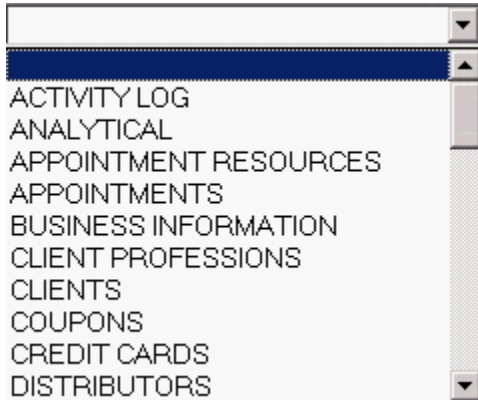 ACTIVITY LOG
ANALYTICAL
APPOINTMENT RESOURCES
APPOINTMENTS
BUSINESS INFORMATION
CLIENT PROFESSIONS
CLIENTS
COUPONS
CREDIT CARDS
DISTRIBUTORS